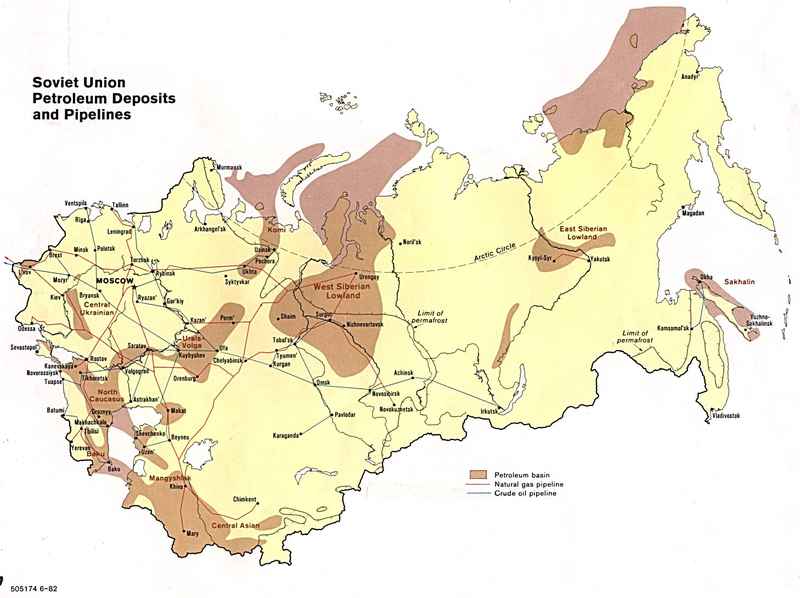 Soviet Union
Petroleum Deposits
and Pipelines
Anadyr'
Murmansk
Ventspils
Tallinn
Riga
Leningrad
Arkhangel'sk
Komi
Usinsk
Pechora
Ukhta
Noril'sk
Magadan
East Siberian
Lowland
Kysyl-Syr
Yakutsk
Arctic Circle
Brest
Minsk
Polotsk
Torzhok
Rybinsk
Syktyvkar
Urengoy
L'vov
Mozyr
MOSCOW
West Siberian
Lowland
Okha
Sakhalin
Kiev
Bryansk
Ryazan'
Gor'kiy
Central
Ukrainian
Kazan'
Perm'
Shaim
Surgut
Nizhnevartovsk
Limit of
permafrost
Yuzhno-
Sakhalinsk
Odessa
Komsomol'sk
Limit of
permafrost
Sevastopol'
Saratov
Urals-
Volga
Kuybyshev
Ufa
Chelyabinsk
Tobol'sk
Tyumen'
Kurgan
Kanevskaya
Rostov
Novorossiysk
Tikhoretsk
Volgograd
Orenburg
Tuapse
Omsk
Achinsk
Novosibirsk
North
Caucasus
Astrakhan'
Novokuznetsk
Irkutsk
Batumi
Groznyy
Makat
Pavlodar
Vladivostok
Makhachkala
Tbilisi
Shevchenko
Beyneu
Karaganda
Yerevan
Uzen'
Baku
Baku
Mangyshlak
Khiva
Chimkent
Petroleum basin
Natural gas pipeline
Crude oil pipeline
Central Asian
Mary
505174 6-82